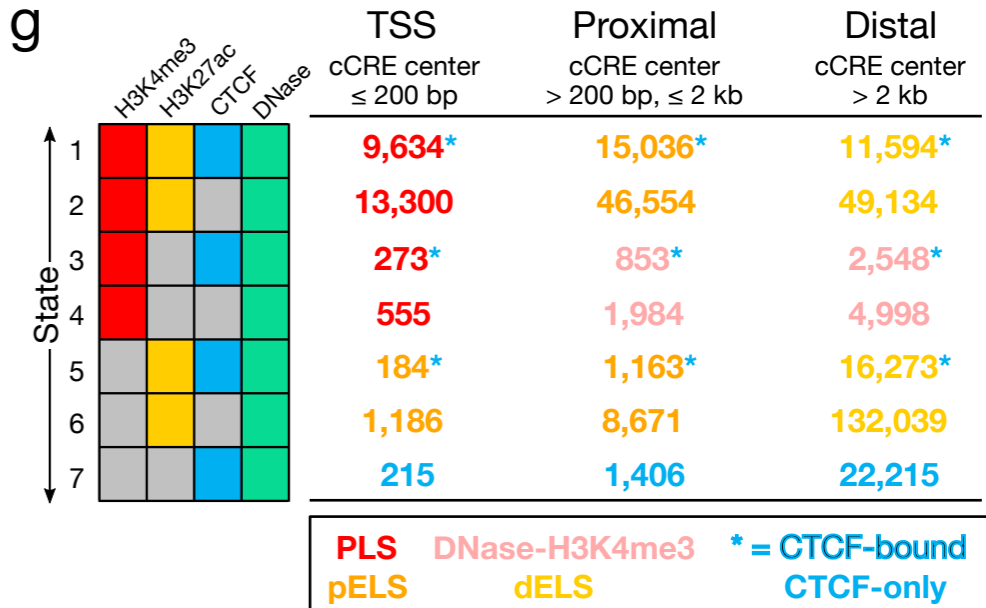 g
TSS Proximal Distal
H3K4me3 H3K27ac CTCF DNase
cCRE center cCRE center cCRE center
≤ 200 bp > 200 bp, ≤ 2 kb > 2 kb
State
1 9,634* 15,036* 11,594*
2 13,300 46,554 49,134
3 273* 853* 2,548*
4 555 1,984 4,998
5 184* 1,163* 16,273*
6 1,186 8,671 132,039
7 215 1,406 22,215
PLS DNase-H3K4me3 * = CTCF-bound
pELS dELS CTCF-only